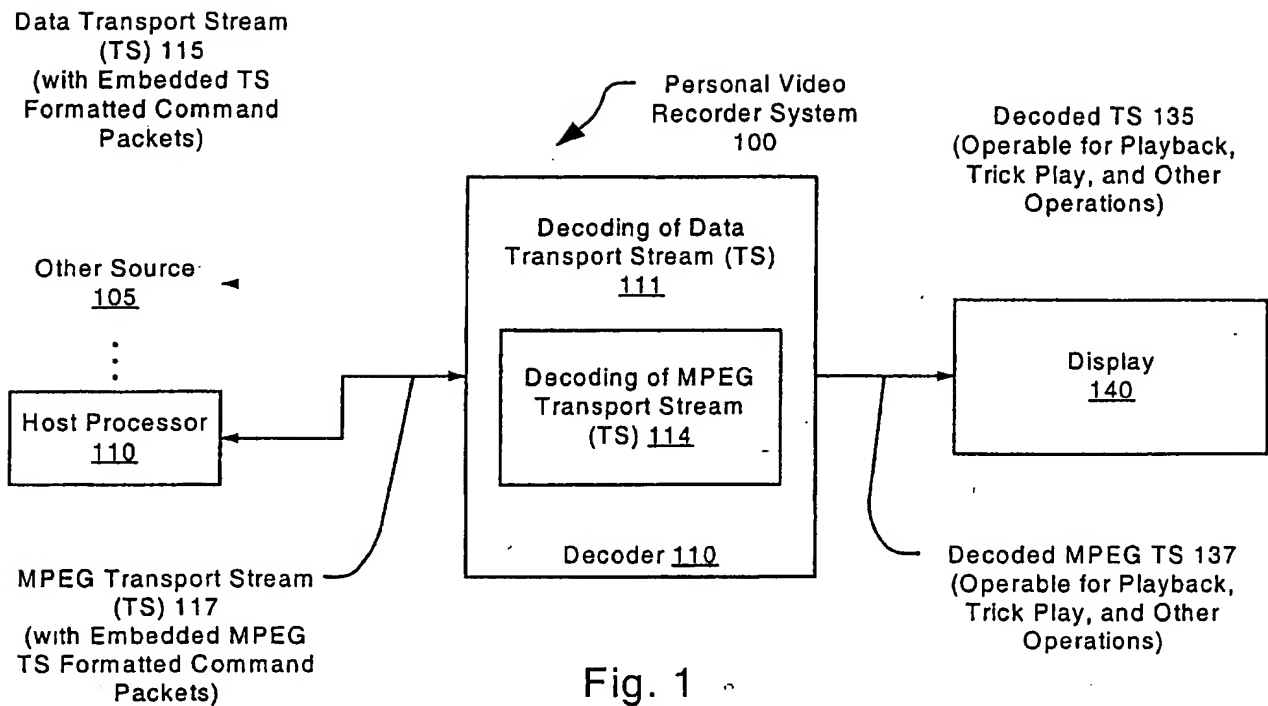 Data Transport Stream
(TS) 115
(with Embedded TS
Formatted Command
Packets)
Personal Video
Recorder System
100
Decoded TS 135
(Operable for Playback,
Trick Play, and Other
Operations)
Other Source
105
Host Processor
110
Decoding of Data
Transport Stream (TS)
111
Decoding of MPEG
Transport Stream
(TS) 114
Decoder 110
Display
140
MPEG Transport Stream
(TS) 117
(with Embedded MPEG
TS Formatted Command
Packets)
Decoded MPEG TS 137
(Operable for Playback,
Trick Play, and Other
Operations)
Fig. 1